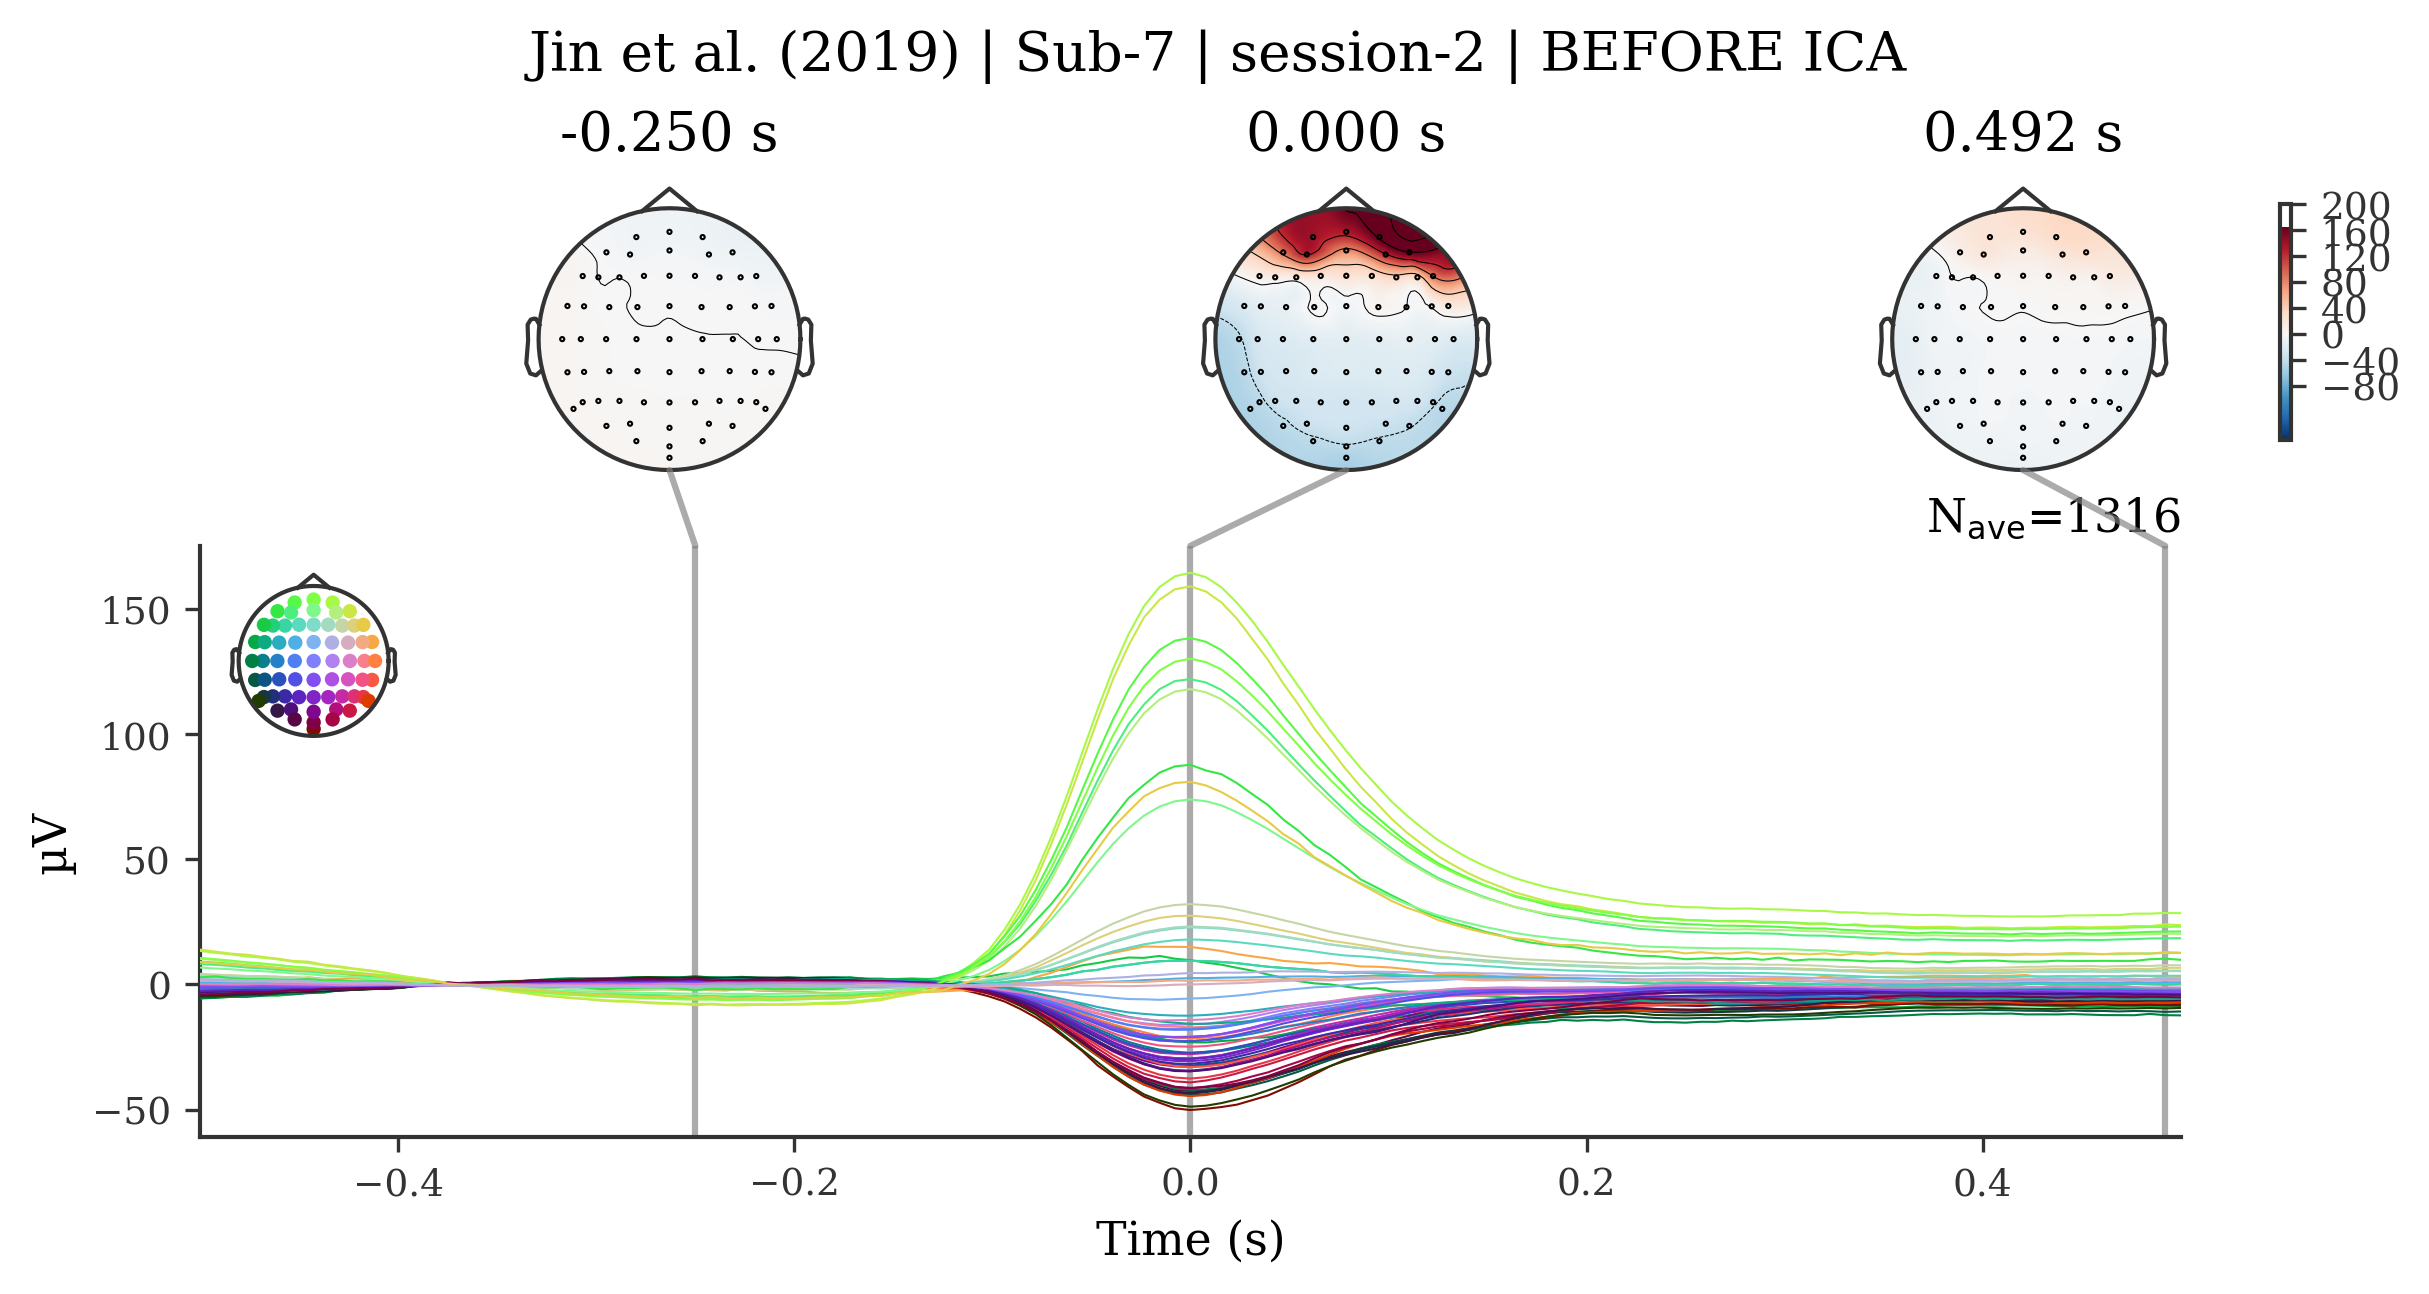 Jin et al. (2019) | Sub-7 | session-2 | BEFORE ICA
-0.250 s
0.000 s
0.492 s
200
160
120
80
40
0
−40
−80
Nave=1316
150
100
50
0
−50
µV
−0.4
−0.2
0.0
0.2
0.4
Time (s)